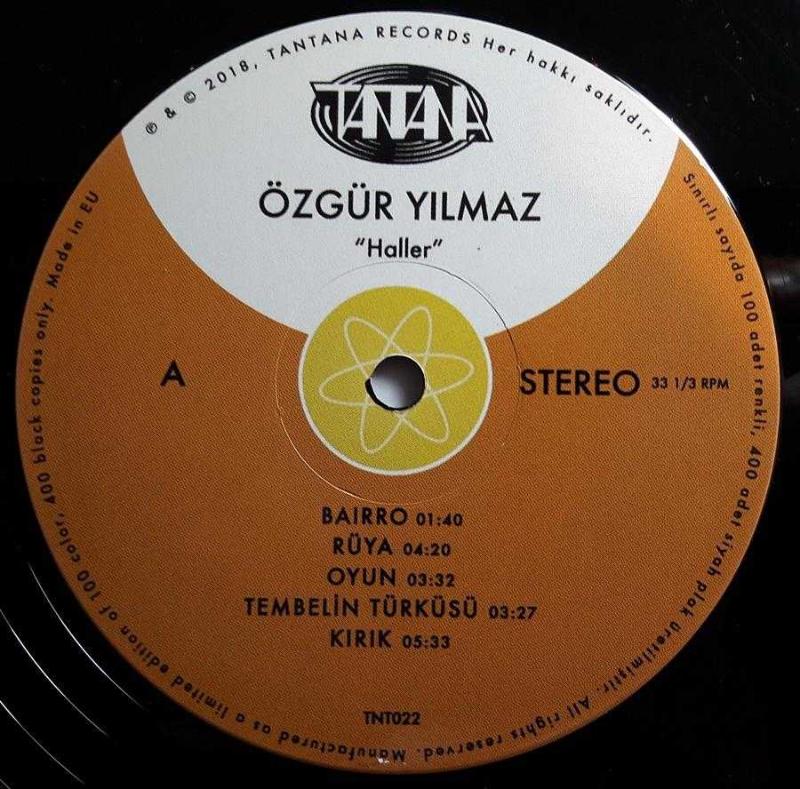 ℗ & © 2018, TANTANA RECORDS Her hakkı saklıdır.
TANTANA
ÖZGÜR YILMAZ
"Haller"
A
STEREO 33 1/3 RPM
BAIRRO 01:40
RÜYA 04:20
OYUN 03:32
TEMBELİN TÜRKÜSÜ 03:27
KIRIK 05:33
TNT022
Sınırlı sayıda 100 adet renkli, 400 adet siyah plak üretilmiştir. All rights reserved. Manufactured as a limited edition of 100 color, 400 black copies only. Made in EU